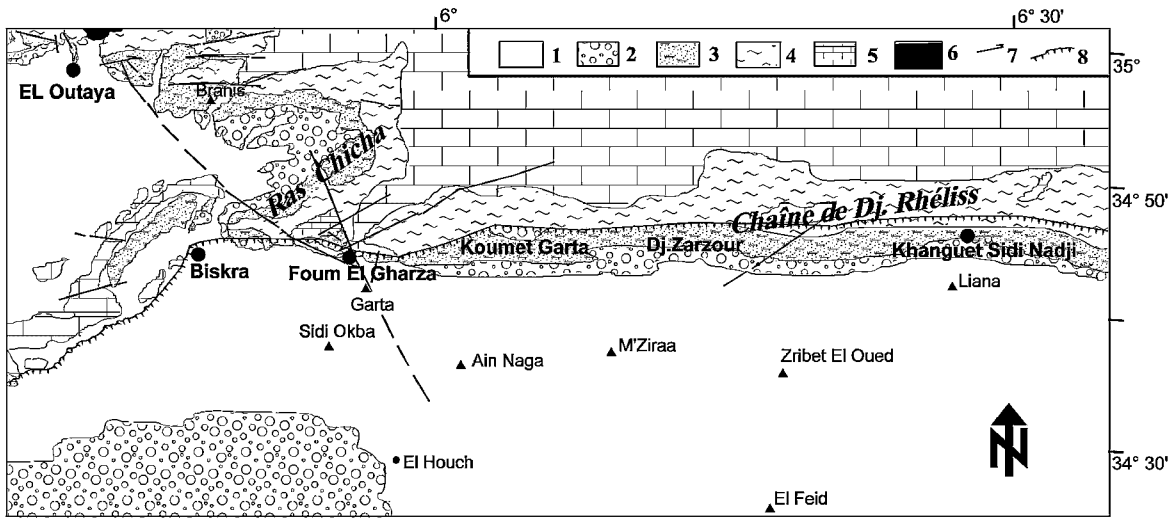 6°
6° 30'
1 2 3 4 5 6 7 8
35°
EL Outaya
Branis
Ras Chicha
34° 50'
Chaîne de Dj. Rhéliss
Koumet Garta
Dj.Zarzour
Khanguet Sidi Nadji
Biskra
Foum El Gharza
Garta
Liana
Sidi Okba
Ain Naga
M'Ziraa
Zribet El Oued
N
El Houch
34° 30'
El Feid